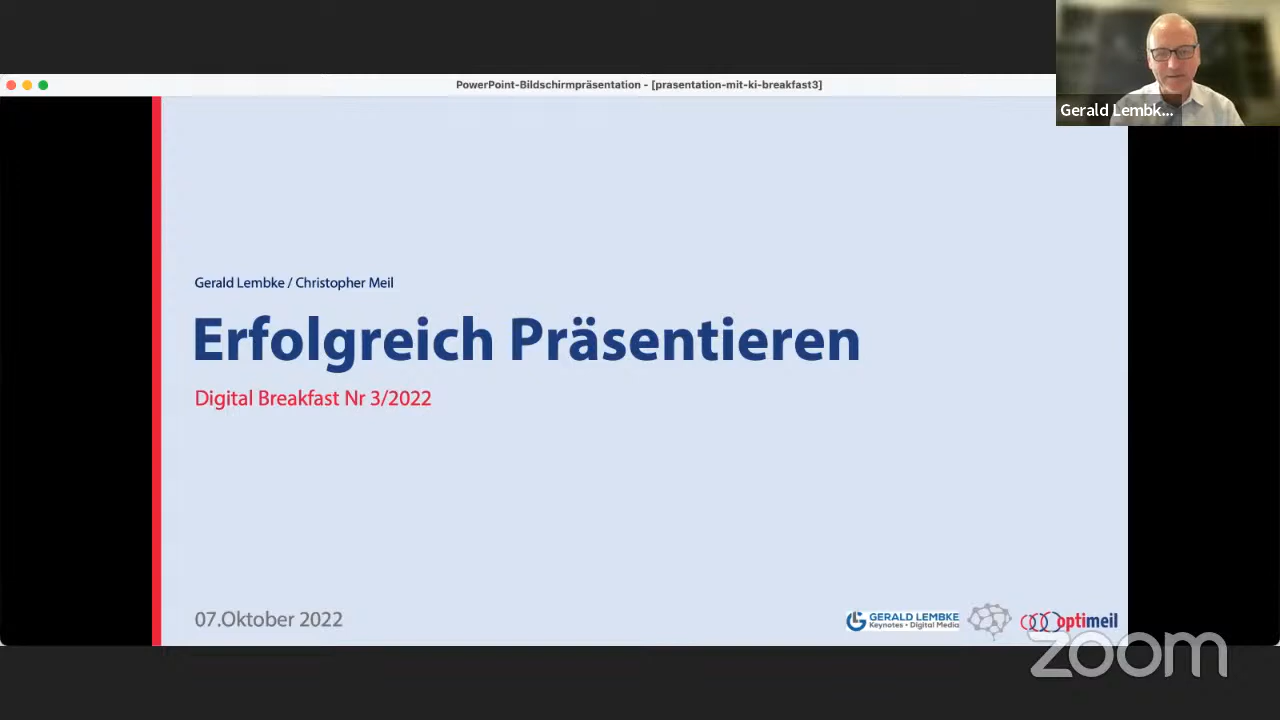 PowerPoint-Bildschirmpräsentation - [prasentation-mit-ki-breakfast3]
Gerald Lembk...
Gerald Lembke / Christopher Meil
Erfolgreich Präsentieren
Digital Breakfast Nr 3/2022
07.Oktober 2022
GERALD LEMBKE
Keynotes • Digital Media
optimeil
zoom